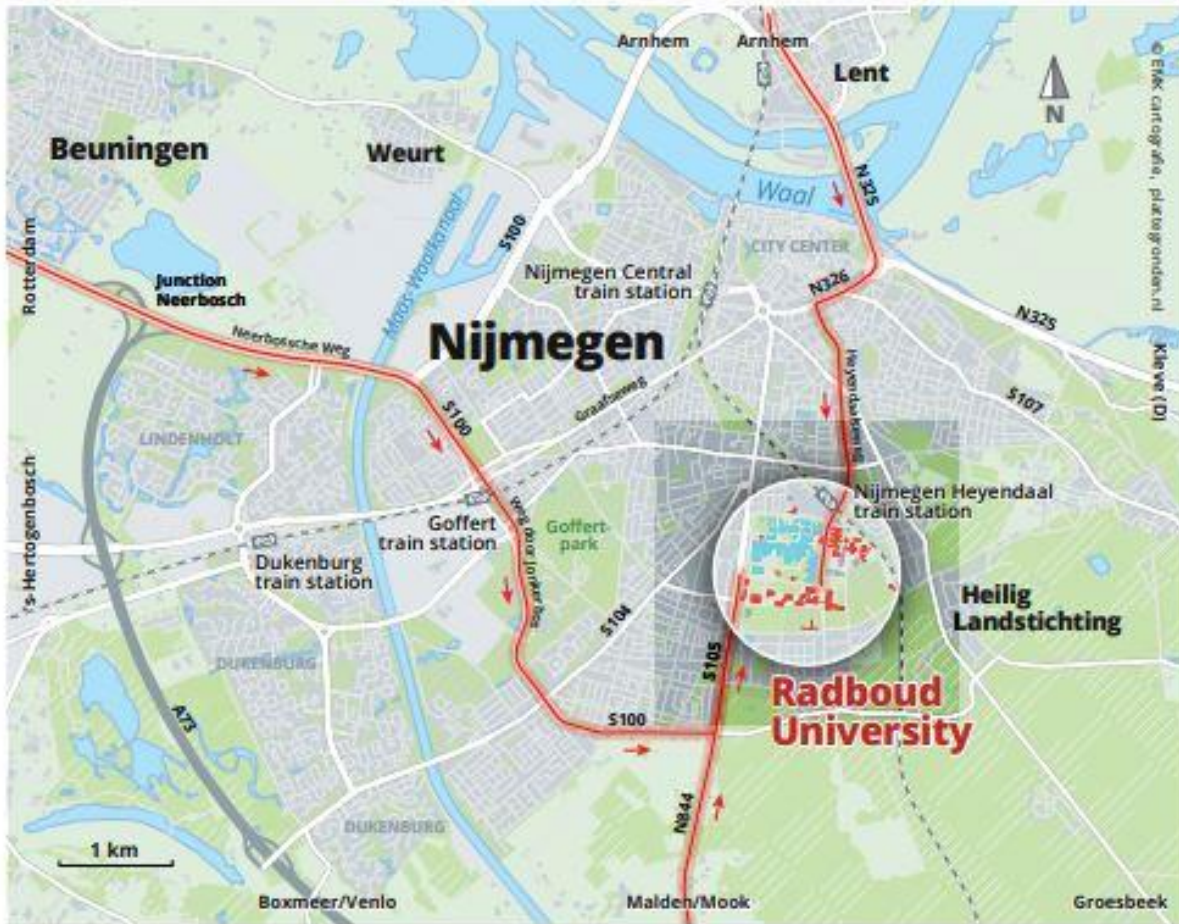 Arnhem
Arnhem
Lent
© EMK cartografie, plattegronden.nl
N
Beuningen
Weurt
Waal
N 325
Rotterdam
S100
CITY CENTER
Junction
Neerbosch
Maas-Waalkanaal
Nijmegen Central
train station
N326
N325
Neerbossche Weg
Nijmegen
Kleve (D)
Heyendaalseweg
Graafseweg
S100
S107
LINDENHOLT
's-Hertogenbosch
Nijmegen Heyendaal
train station
Goffert
train station
Weg door Jonkerbos
Goffert-
park
Dukenburg
train station
Heilig
Landstichting
S104
DUKENBURG
S105
Radboud
University
A73
S100
N844
DUKENBURG
1 km
Boxmeer/Venlo
Malden/Mook
Groesbeek